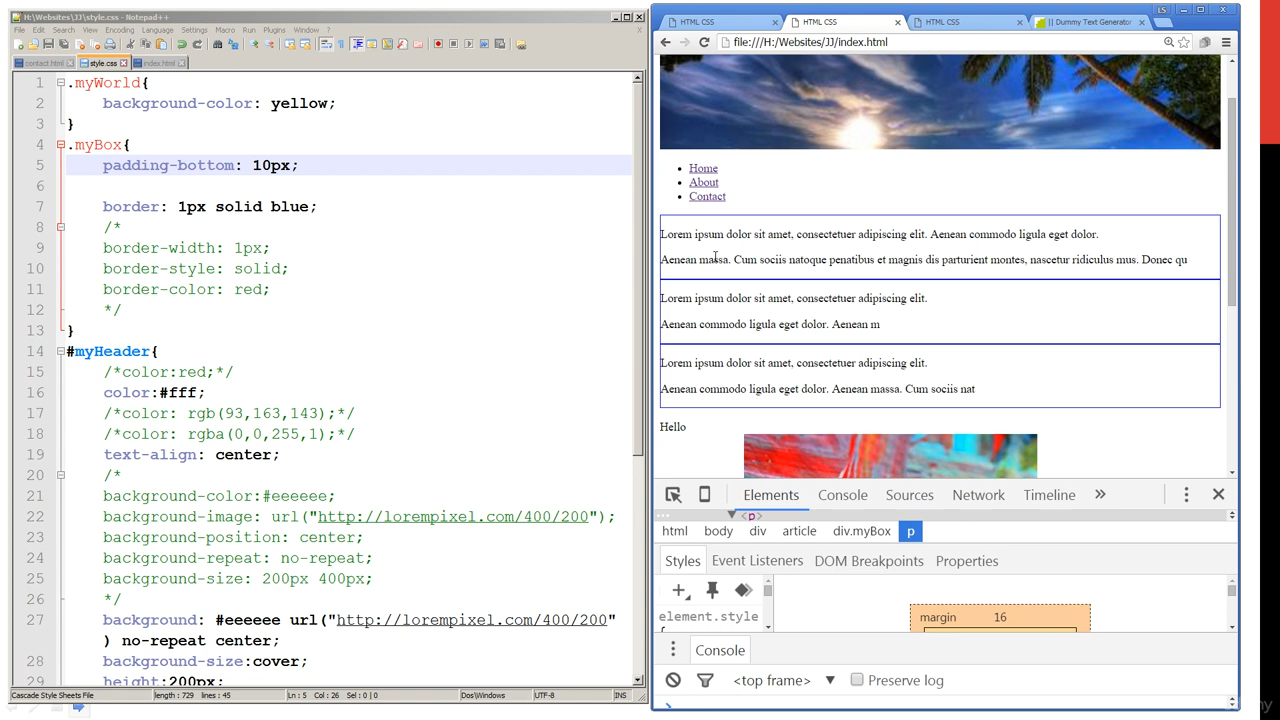 H:\Websites\JJ\style.css - Notepad++
File Edit Search View Encoding Language Settings Macro Run Plugins Window ? X
contact.html style.css index.html
1 .myWorld{
2 background-color: yellow;
3 }
4 .myBox{
5 padding-bottom: 10px;
6
7 border: 1px solid blue;
8 /*
9 border-width: 1px;
10 border-style: solid;
11 border-color: red;
12 */
13 }
14 #myHeader{
15 /*color:red;*/
16 color:#fff;
17 /*color: rgb(93,163,143);*/
18 /*color: rgba(0,0,255,1);*/
19 text-align: center;
20 /*
21 background-color:#eeeeee;
22 background-image: url("http://lorempixel.com/400/200");
23 background-position: center;
24 background-repeat: no-repeat;
25 background-size: 200px 400px;
26 */
27 background: #eeeeee url("http://lorempixel.com/400/200"
) no-repeat center;
28 background-size:cover;
29 height:200px;
Cascade Style Sheets File length : 729 lines : 45 Ln : 5 Col : 26 Sel : 0 | 0 Dos\Windows UTF-8 INS
HTML CSS HTML CSS HTML CSS || Dummy Text Generator LS
file:///H:/Websites/JJ/index.html
Home
About
Contact
Lorem ipsum dolor sit amet, consectetuer adipiscing elit. Aenean commodo ligula eget dolor.
Aenean massa. Cum sociis natoque penatibus et magnis dis parturient montes, nascetur ridiculus mus. Donec qu
Lorem ipsum dolor sit amet, consectetuer adipiscing elit.
Aenean commodo ligula eget dolor. Aenean m
Lorem ipsum dolor sit amet, consectetuer adipiscing elit.
Aenean commodo ligula eget dolor. Aenean massa. Cum sociis nat
Hello
Elements Console Sources Network Timeline
... <p>
html body div article div.myBox p
Styles Event Listeners DOM Breakpoints Properties
element.style
{
margin 16
Console
<top frame> Preserve log